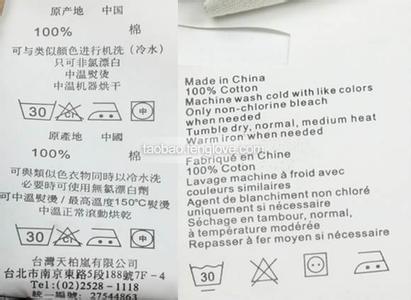 原产地 中国
100% 棉
可与类似颜色进行机洗(冷水)
只可非氯漂白
中温熨烫
中温机器烘干
30
原產地 中國
100% 棉
可與類似色衣物同時以冷水洗
必要時可使用無氯漂白劑
可中溫熨燙/最高溫度150℃熨燙
中溫正常滾動烘乾
30
台灣天柏嵐有限公司
台北市南京東路5段188號7F-4
Tel:(02)2528-1118
統一編號: 27544863
Made in China
100% Cotton
Machine wash cold with like colors
Only non-chlorine bleach
when needed
Tumble dry, normal, medium heat
Warm iron when needed
taobao.fenglove.com
Fabriqué en Chine
100% Coton
Lavage machine à froid avec
couleurs similaires
Agent de blanchiment non chloré
uniquement si nécessaire
Séchage en tambour, normal,
à température modérée
Repasser à fer moyen si nécessaire
30